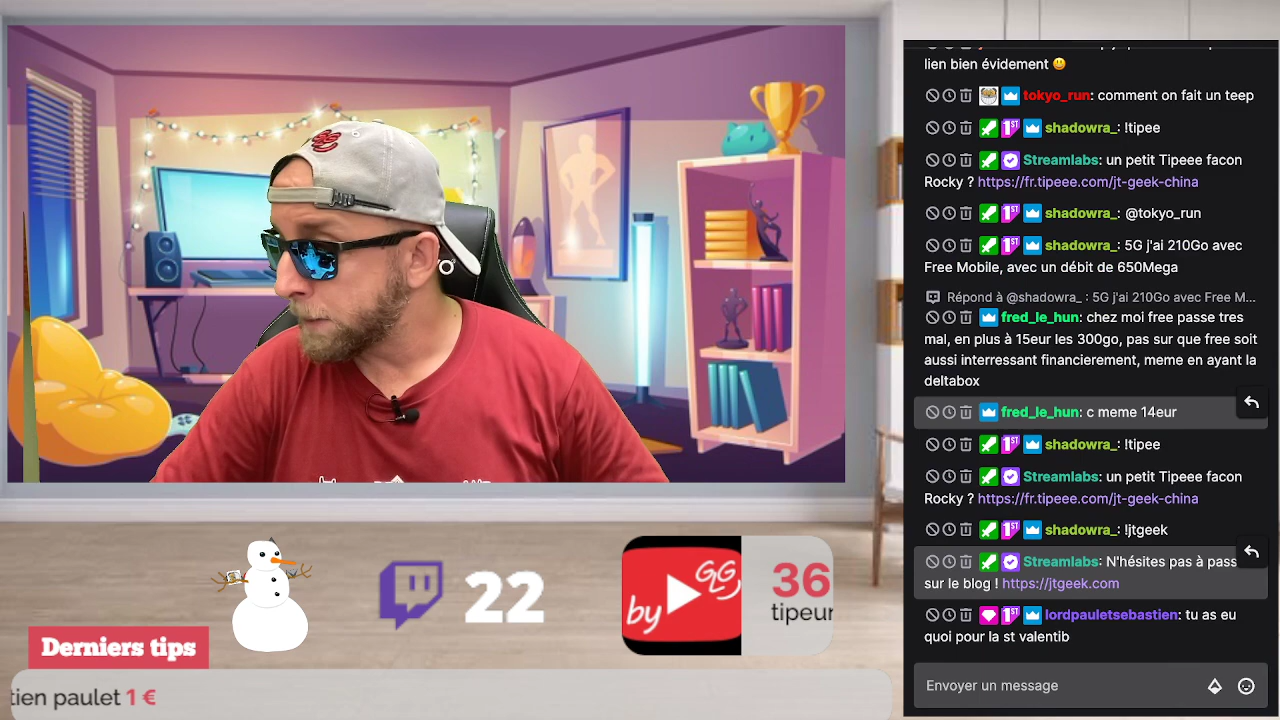 lien bien évidement
tokyo_run: comment on fait un teep
shadowra_: !tipee
Streamlabs: un petit Tipeee facon
Rocky ? https://fr.tipeee.com/jt-geek-china
shadowra_: @tokyo_run
shadowra_: 5G j'ai 210Go avec
Free Mobile, avec un débit de 650Mega
Répond à @shadowra_ : 5G j'ai 210Go avec Free M...
fred_le_hun: chez moi free passe tres
mal, en plus à 15eur les 300go, pas sur que free soit
aussi interressant financierement, meme en ayant la
deltabox
fred_le_hun: c meme 14eur
shadowra_: !tipee
Streamlabs: un petit Tipeee facon
Rocky ? https://fr.tipeee.com/jt-geek-china
shadowra_: !jtgeek
Streamlabs: N'hésites pas à pass
sur le blog ! https://jtgeek.com
lordpauletsebastien: tu as eu
quoi pour la st valentib
Envoyer un message
22
by GG
36
tipeur
Derniers tips
tien paulet 1 €